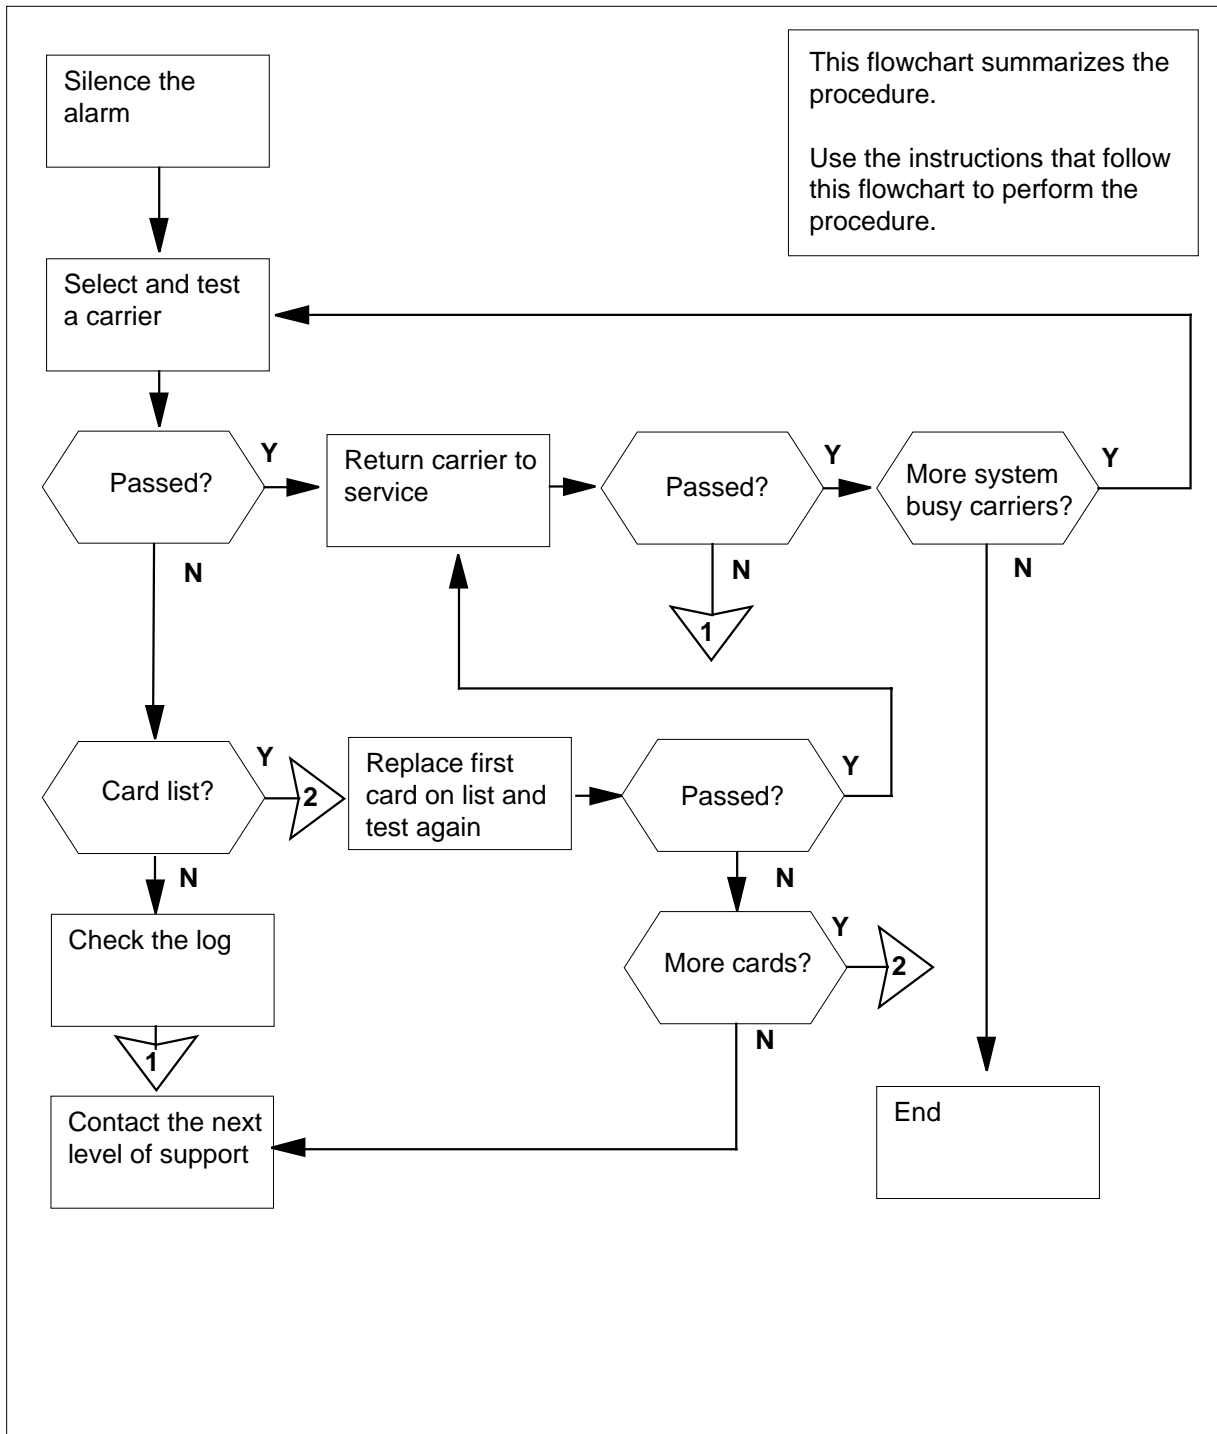 Silence the
alarm
This flowchart summarizes the
procedure.
Use the instructions that follow
this flowchart to perform the
procedure.
Select and test
a carrier
Passed?
Y
N
Return carrier to
service
Passed?
Y
N
1
More system
busy carriers?
Y
N
Card list?
Y
2
N
Replace first
card on list and
test again
Passed?
Y
N
Check the log
1
More cards?
Y
2
N
Contact the next
level of support
End